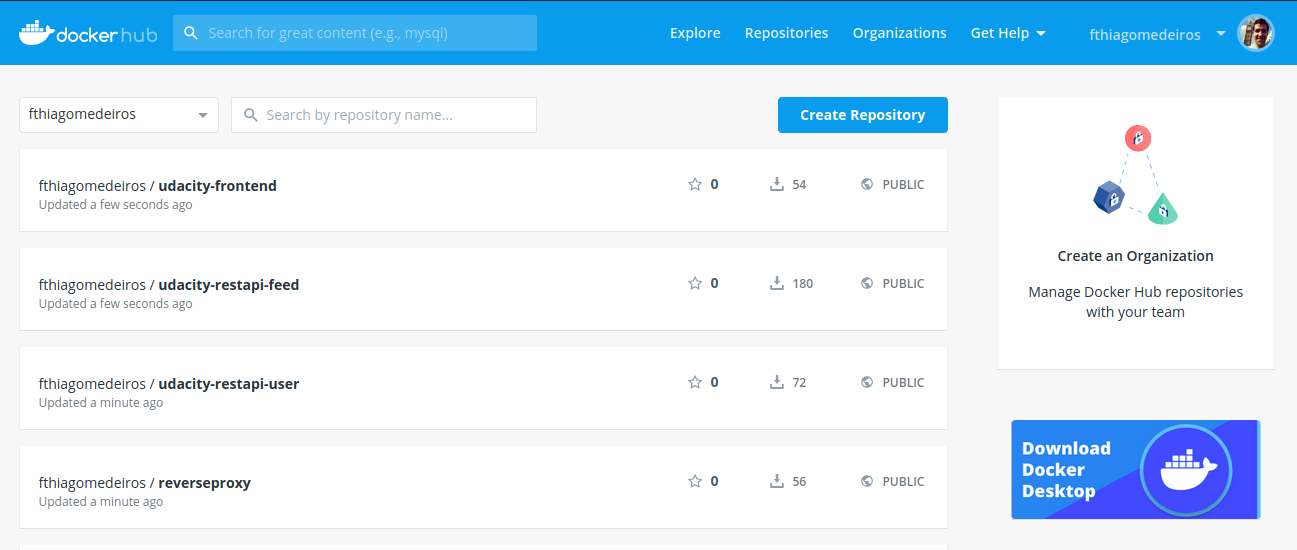 docker hub
Search for great content (e.g., mysql)
Explore
Repositories
Organizations
Get Help
fthiagomedeiros
fthiagomedeiros
Search by repository name...
Create Repository
fthiagomedeiros / udacity-frontend
Updated a few seconds ago
0
54
PUBLIC
fthiagomedeiros / udacity-restapi-feed
Updated a few seconds ago
0
180
PUBLIC
fthiagomedeiros / udacity-restapi-user
Updated a minute ago
0
72
PUBLIC
fthiagomedeiros / reverseproxy
Updated a minute ago
0
56
PUBLIC
Create an Organization
Manage Docker Hub repositories
with your team
Download
Docker
Desktop